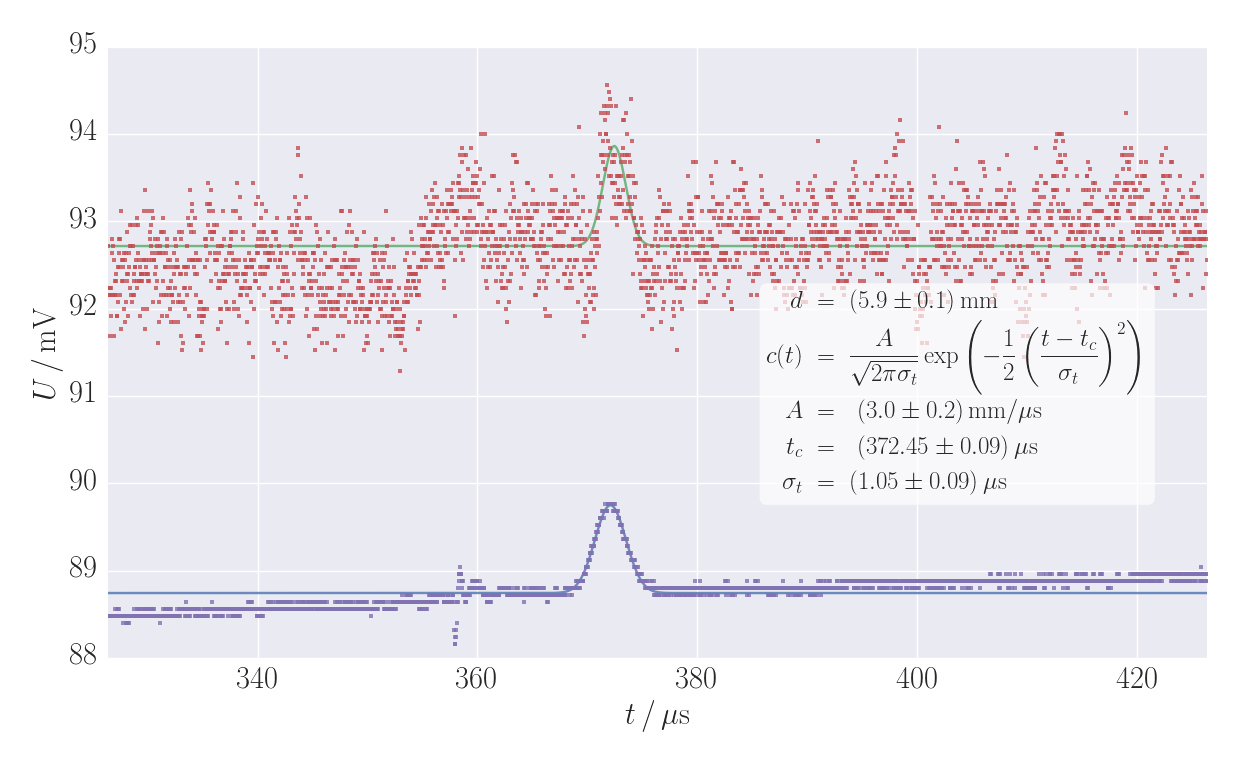 95
94
93
92
91
90
89
88
U / mV
d = (5.9 ± 0.1) mm
c(t) = A / √(2πσ_t) exp(−1/2 ((t − t_c)/σ_t)²)
A = (3.0 ± 0.2) mm/μs
t_c = (372.45 ± 0.09) μs
σ_t = (1.05 ± 0.09) μs
340 360 380 400 420
t / μs